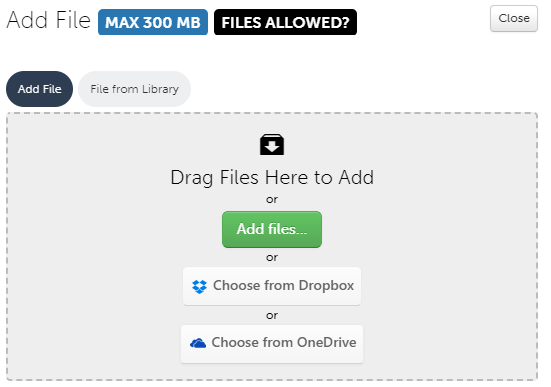 Add File MAX 300 MB FILES ALLOWED? Close
Add File File from Library
Drag Files Here to Add
or
Add files...
or
Choose from Dropbox
or
Choose from OneDrive